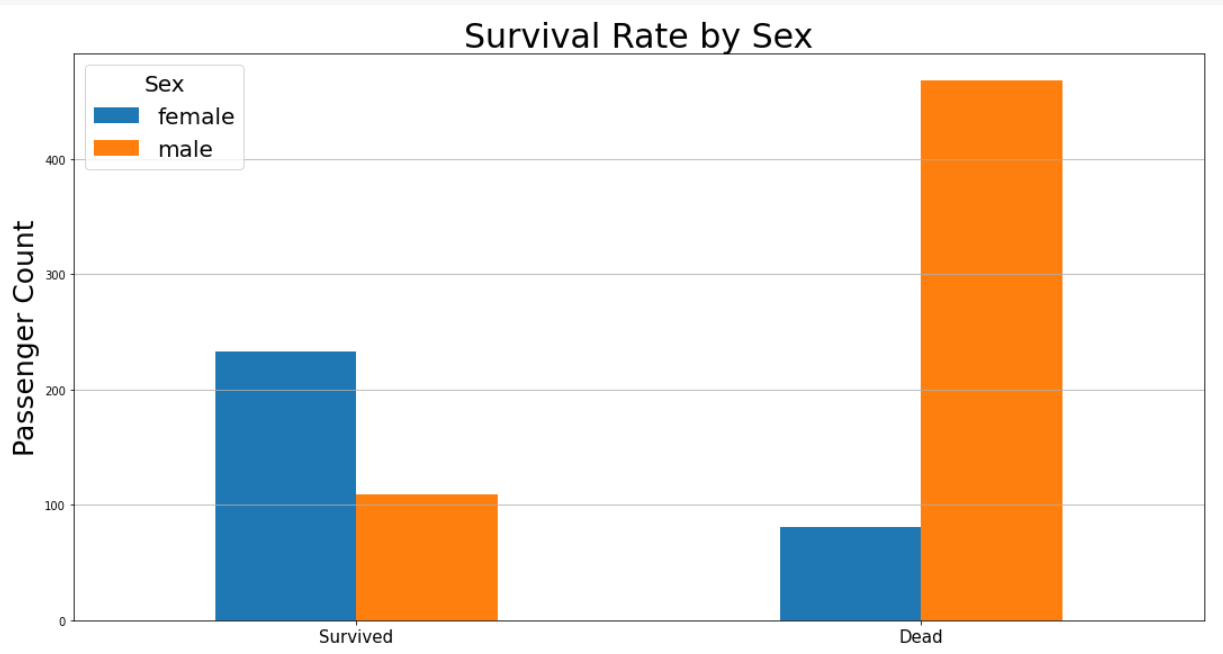 Survival Rate by Sex
Sex
female
male
Passenger Count
400
300
200
100
0
Survived
Dead